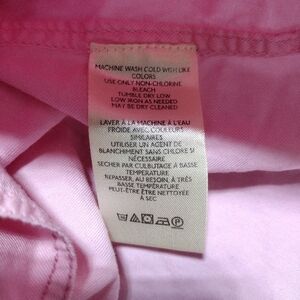 MACHINE WASH COLD WITH LIKE
COLORS
USE ONLY NON-CHLORINE
BLEACH
TUMBLE DRY LOW
LOW IRON AS NEEDED
MAY BE DRY CLEANED
LAVER À LA MACHINE À L'EAU
FROIDE AVEC COULEURS
SIMILAIRES
UTILISER UN AGENT DE
BLANCHIMENT SANS CHLORE SI
NÉCESSAIRE
SECHER PAR CULBUTAGE À BASSE
TEMPERATURE
REPASSER, AU BESOIN, À TRÈS
BASSE TEMPÉRATURE
PEUT-ÊTRE ÊTRE NETTOYÉE
À SEC